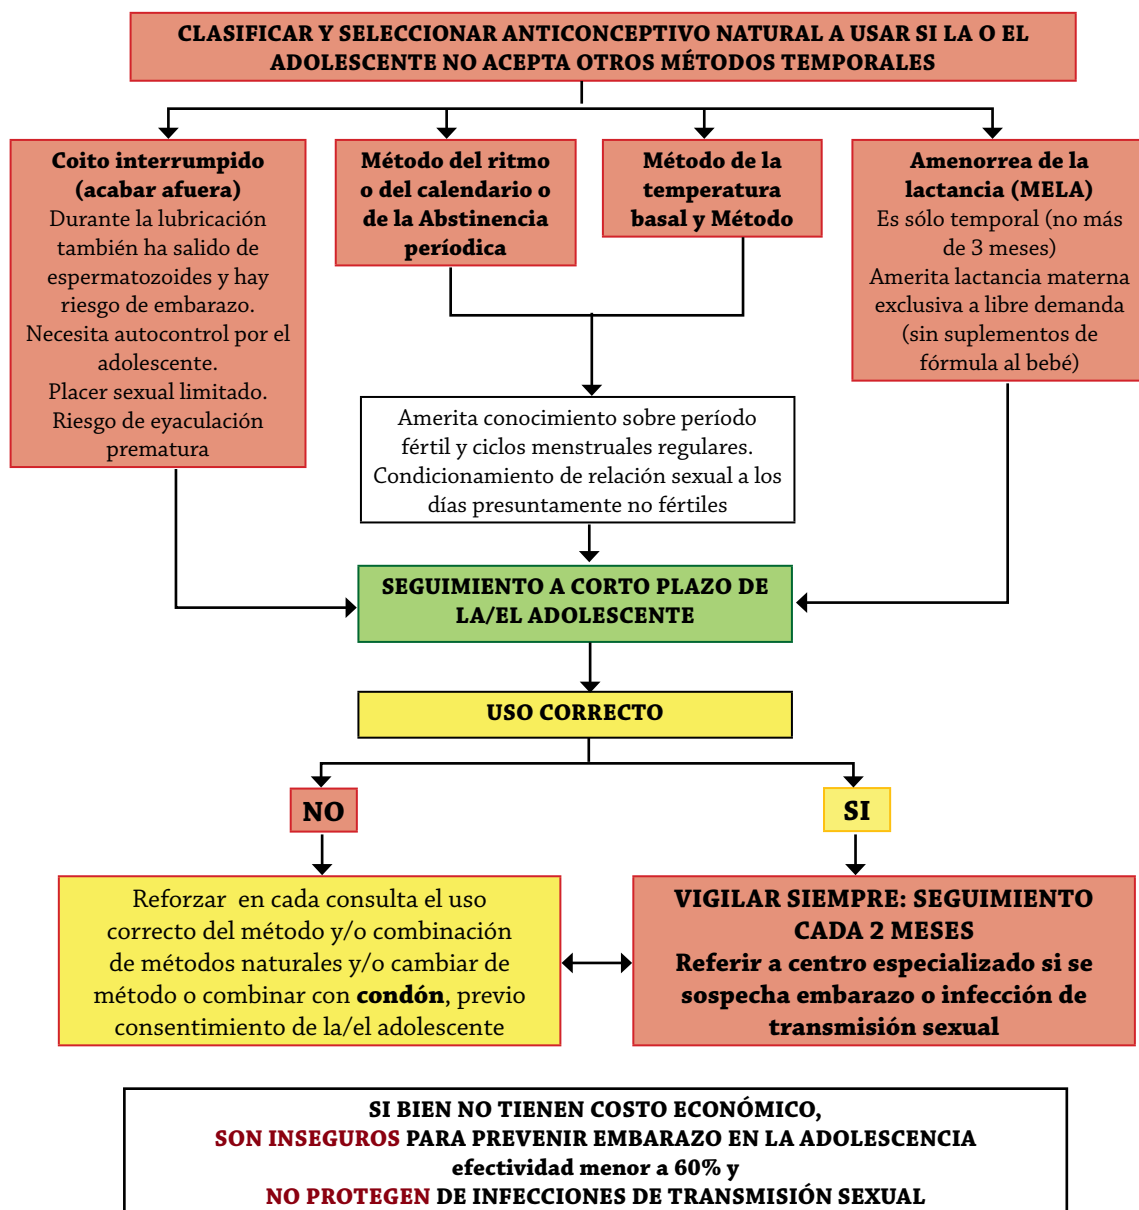 CLASIFICAR Y SELECCIONAR ANTICONCEPTIVO NATURAL A USAR SI LA O EL
ADOLESCENTE NO ACEPTA OTROS MÉTODOS TEMPORALES
Coito interrumpido
(acabar afuera)
Durante la lubricación
también ha salido de
espermatozoides y hay
riesgo de embarazo.
Necesita autocontrol por el
adolescente.
Placer sexual limitado.
Riesgo de eyaculación
prematura
Método del ritmo
o del calendario o
de la Abstinencia
períodica
Método de la
temperatura
basal y Método
Amenorrea de la
lactancia (MELA)
Es sólo temporal (no más
de 3 meses)
Amerita lactancia materna
exclusiva a libre demanda
(sin suplementos de
fórmula al bebé)
Amerita conocimiento sobre período
fértil y ciclos menstruales regulares.
Condicionamiento de relación sexual a los
días presuntamente no fértiles
SEGUIMIENTO A CORTO PLAZO DE
LA/EL ADOLESCENTE
USO CORRECTO
NO
SI
Reforzar en cada consulta el uso
correcto del método y/o combinación
de métodos naturales y/o cambiar de
método o combinar con condón, previo
consentimiento de la/el adolescente
VIGILAR SIEMPRE: SEGUIMIENTO
CADA 2 MESES
Referir a centro especializado si se
sospecha embarazo o infección de
transmisión sexual
SI BIEN NO TIENEN COSTO ECONÓMICO,
SON INSEGUROS PARA PREVENIR EMBARAZO EN LA ADOLESCENCIA
efectividad menor a 60% y
NO PROTEGEN DE INFECCIONES DE TRANSMISIÓN SEXUAL